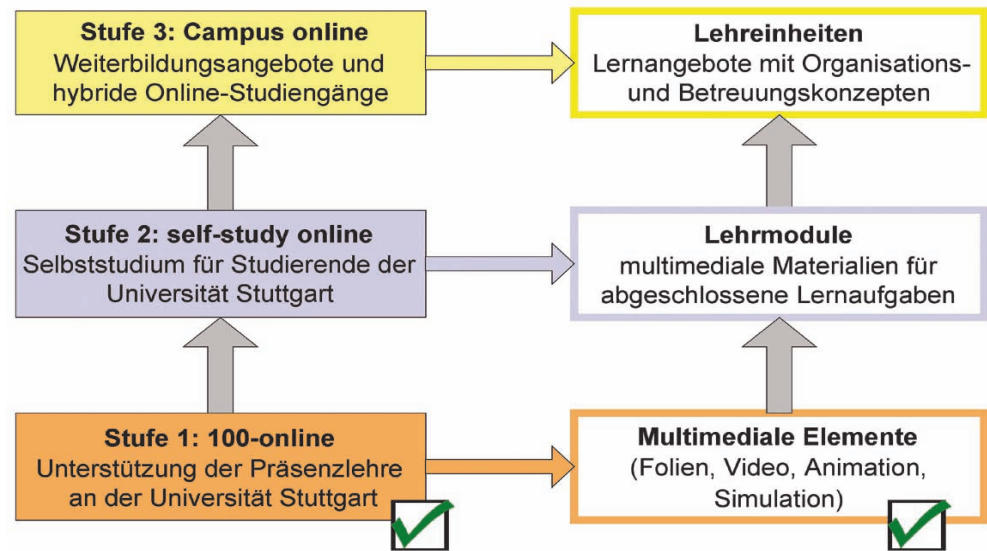 Stufe 3: Campus online
Weiterbildungsangebote und
hybride Online-Studiengänge
Lehreinheiten
Lernangebote mit Organisations-
und Betreuungskonzepten
Stufe 2: self-study online
Selbststudium für Studierende der
Universität Stuttgart
Lehrmodule
multimediale Materialien für
abgeschlossene Lernaufgaben
Stufe 1: 100-online
Unterstützung der Präsenzlehre
an der Universität Stuttgart
Multimediale Elemente
(Folien, Video, Animation,
Simulation)